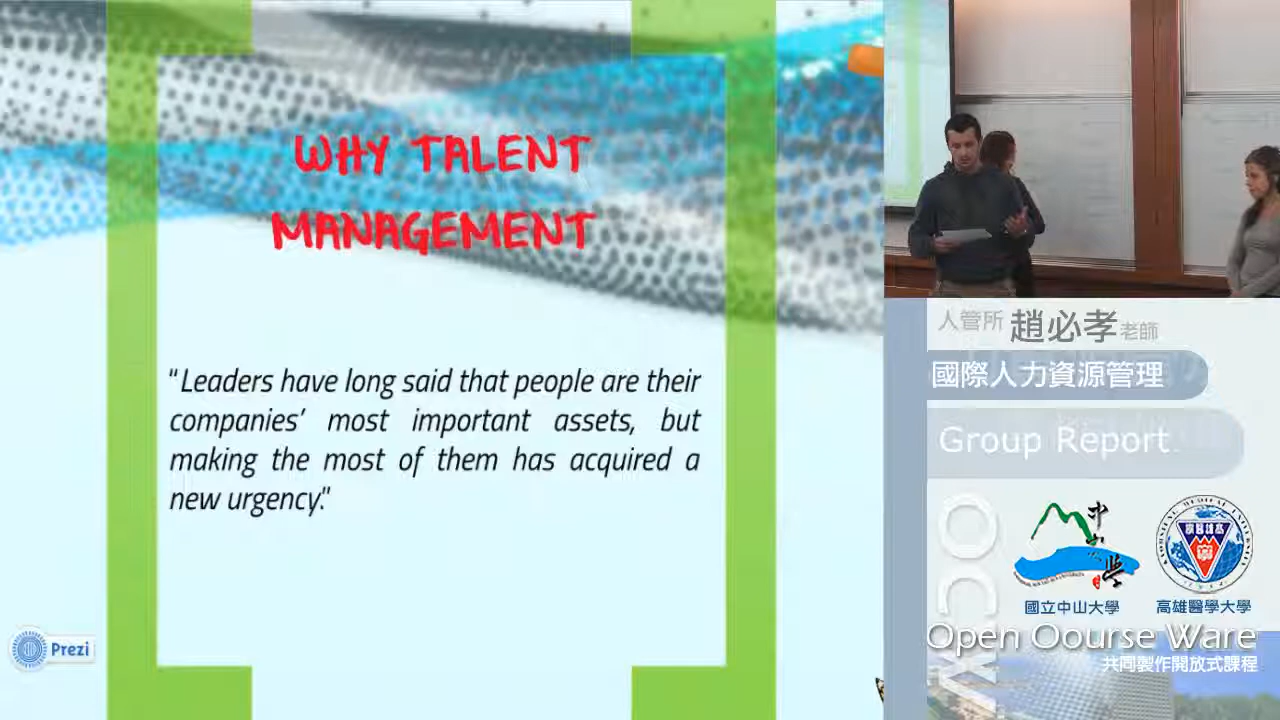 WHY TALENT
MANAGEMENT
"Leaders have long said that people are their
companies' most important assets, but
making the most of them has acquired a
new urgency."
Prezi
人管所 趙必孝 老師
國際人力資源管理
Group Report
OCW
國立中山大學
高雄醫學大學
Open Oourse Ware
共同製作開放式課程